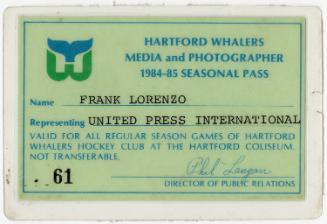 HARTFORD WHALERS
MEDIA and PHOTOGRAPHER
1984-85 SEASONAL PASS
Name FRANK LORENZO
Representing UNITED PRESS INTERNATIONAL
VALID FOR ALL REGULAR SEASON GAMES OF HARTFORD
WHALERS HOCKEY CLUB AT THE HARTFORD COLISEUM.
NOT TRANSFERABLE.
Phil Langan
.. 61
DIRECTOR OF PUBLIC RELATIONS